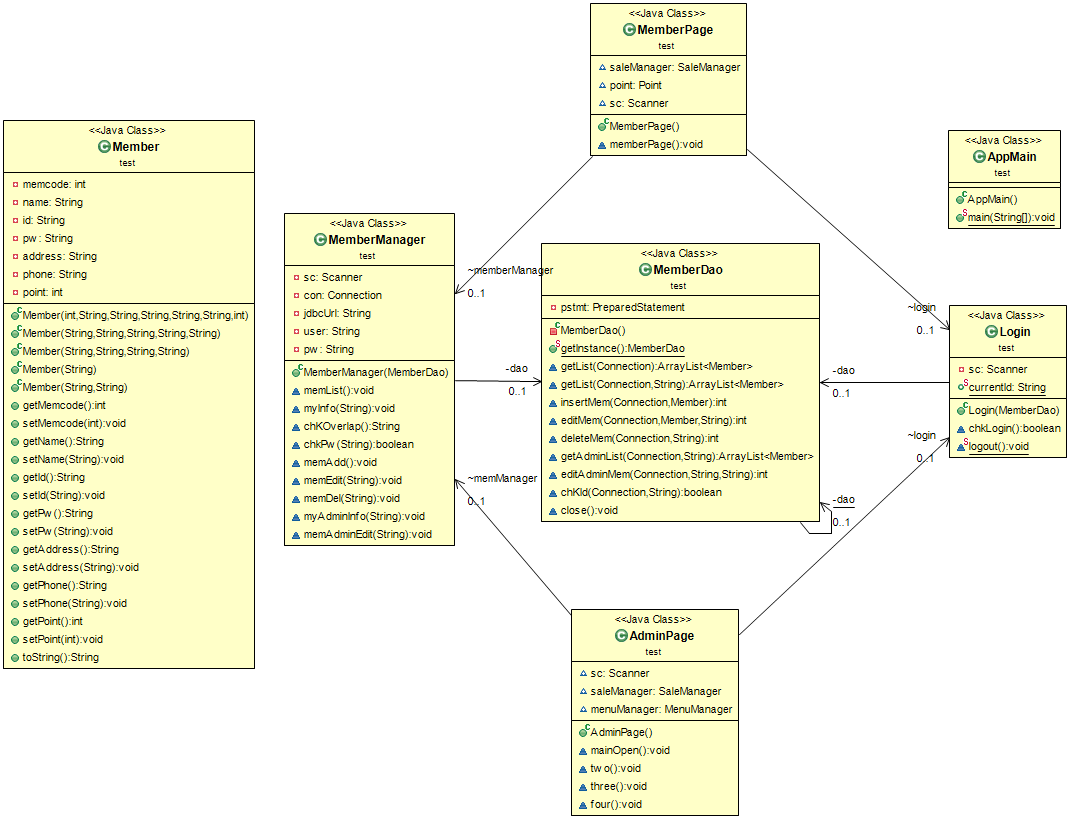 <<Java Class>>
MemberPage
test
saleManager: SaleManager
point: Point
sc: Scanner
MemberPage()
memberPage():void
<<Java Class>>
Member
test
memcode: int
name: String
id: String
pw: String
address: String
phone: String
point: int
Member(int,String,String,String,String,String,int)
Member(String,String,String,String,String)
Member(String,String,String,String)
Member(String)
Member(String,String)
getMemcode():int
setMemcode(int):void
getName():String
setName(String):void
getId():String
setId(String):void
getPw():String
setPw(String):void
getAddress():String
setAddress(String):void
getPhone():String
setPhone(String):void
getPoint():int
setPoint(int):void
toString():String
<<Java Class>>
AppMain
test
AppMain()
main(String[]):void
<<Java Class>>
MemberManager
test
sc: Scanner
con: Connection
jdbcUrl: String
user: String
pw: String
MemberManager(MemberDao)
memList():void
myInfo(String):void
chKOverlap():String
chkPw(String):boolean
memAdd():void
memEdit(String):void
memDel(String):void
myAdminInfo(String):void
memAdminEdit(String):void
~memberManager
0..1
-dao
0..1
~memManager
0..1
<<Java Class>>
MemberDao
test
pstmt: PreparedStatement
MemberDao()
getInstance():MemberDao
getList(Connection):ArrayList<Member>
getList(Connection,String):ArrayList<Member>
insertMem(Connection,Member):int
editMem(Connection,Member,String):int
deleteMem(Connection,String):int
getAdminList(Connection,String):ArrayList<Member>
editAdminMem(Connection,String,String):int
chKId(Connection,String):boolean
close():void
-dao
0..1
-dao
0..1
~login
0..1
~login
0..1
<<Java Class>>
Login
test
sc: Scanner
currentId: String
Login(MemberDao)
chkLogin():boolean
logout():void
<<Java Class>>
AdminPage
test
sc: Scanner
saleManager: SaleManager
menuManager: MenuManager
AdminPage()
mainOpen():void
two():void
three():void
four():void